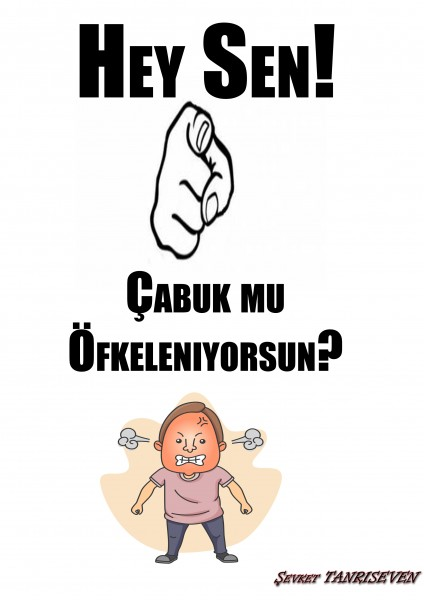 Hey Sen!
Çabuk mu
Öfkeleniyorsun?
Şevket TANRISEVEN